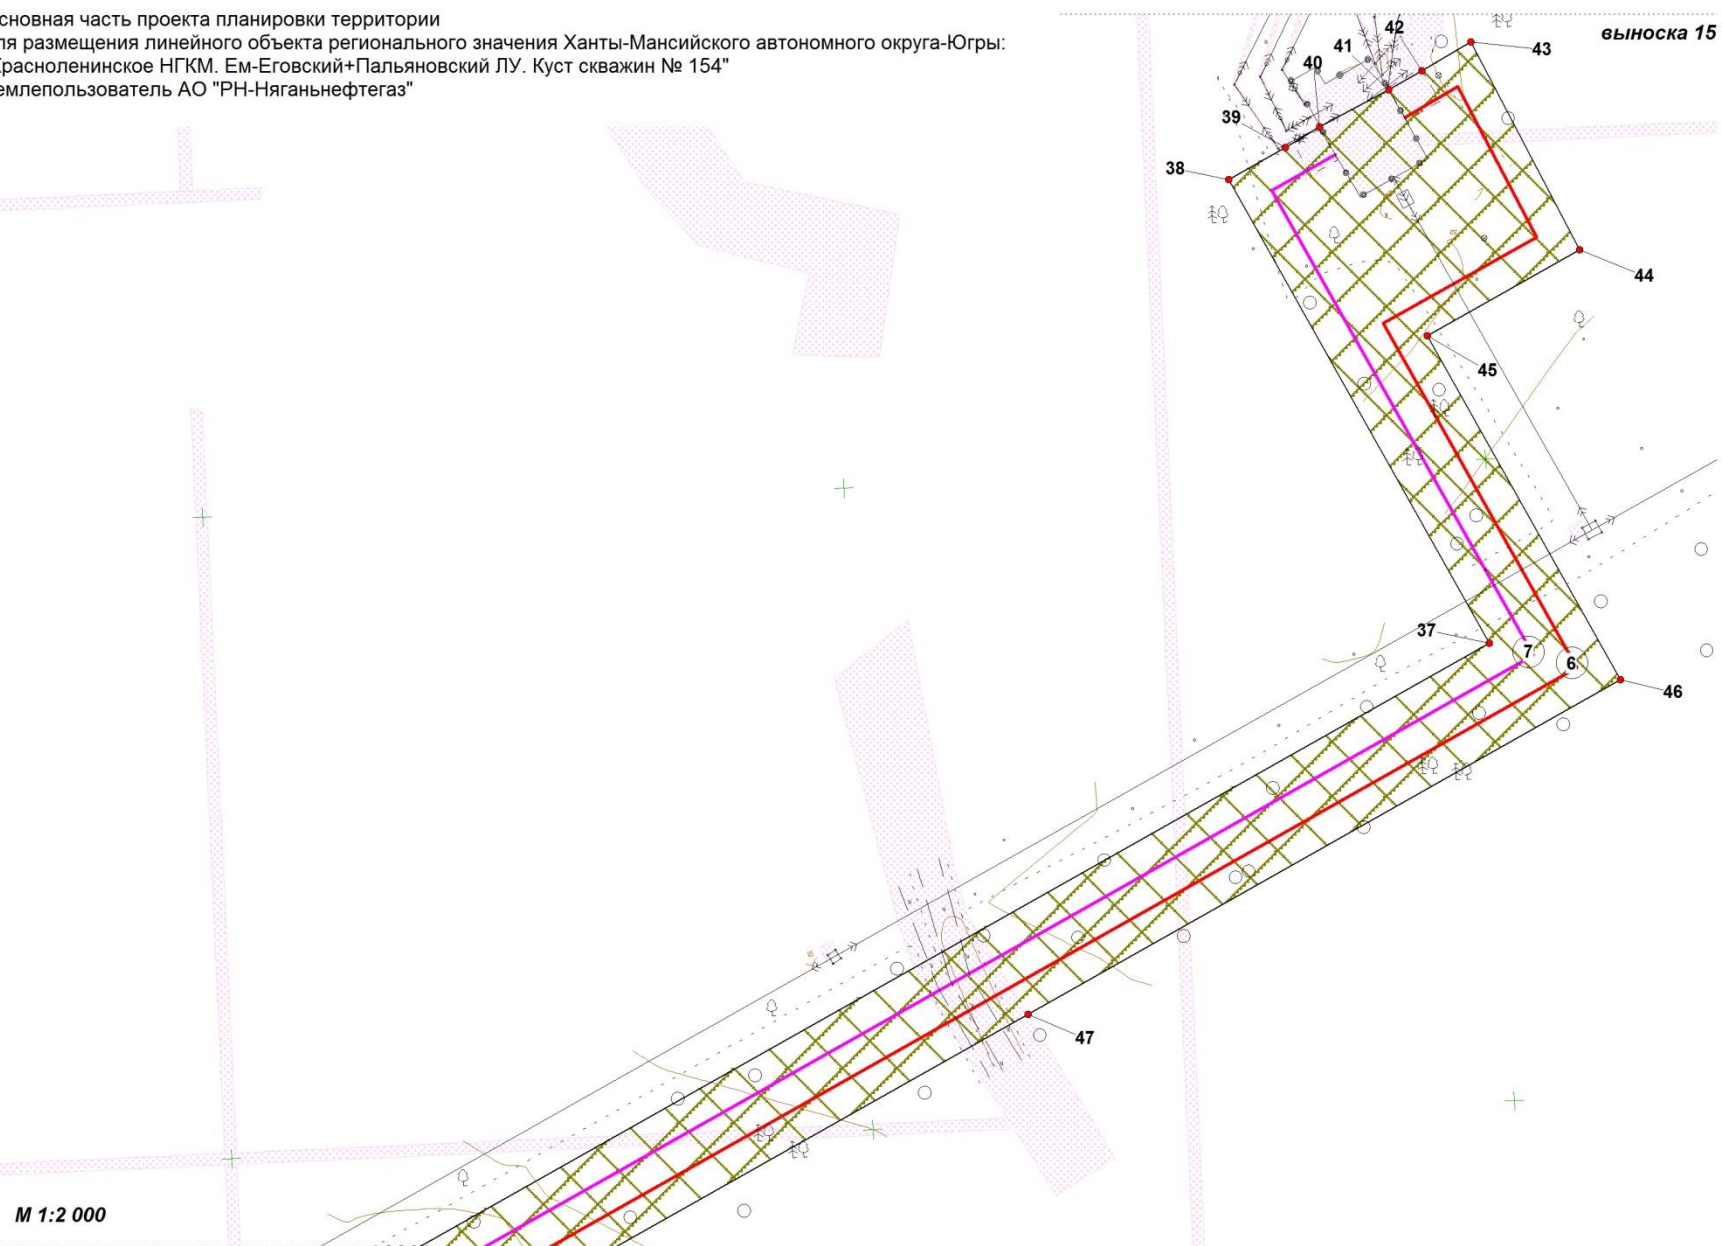 сновная часть проекта планировки территории
ля размещения линейного объекта регионального значения Ханты-Мансийского автономного округа-Югры:
расноленинское НГКМ. Ем-Еговский+Пальяновский ЛУ. Куст скважин № 154"
емлепользователь АО "РН-Няганьнефтегаз"
выноска 15
42
41
43
40
39
38
44
45
37
7
6
46
47
М 1:2 000